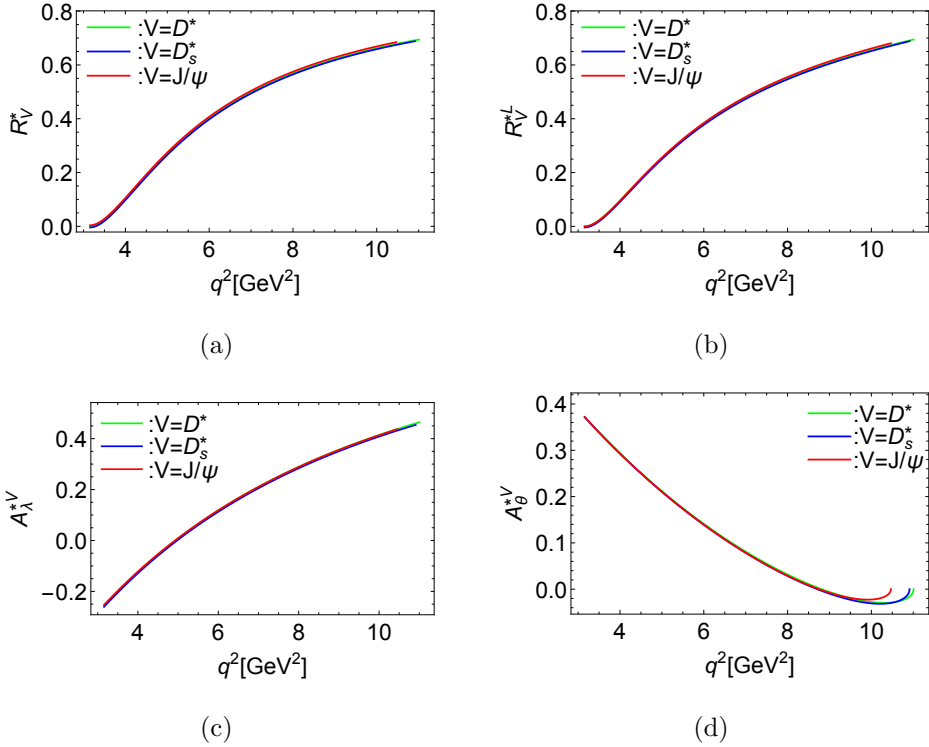 :V=D*
:V=D*s
:V=J/ψ
R*V
0.8
0.6
0.4
0.2
0.0
4 6 8 10
q²[GeV²]
(a)
:V=D*
:V=D*s
:V=J/ψ
R*L V
0.8
0.6
0.4
0.2
0.0
4 6 8 10
q²[GeV²]
(b)
:V=D*
:V=D*s
:V=J/ψ
A*V λ
0.4
0.2
0.0
−0.2
4 6 8 10
q²[GeV²]
(c)
:V=D*
:V=D*s
:V=J/ψ
A*V θ
0.4
0.3
0.2
0.1
0.0
4 6 8 10
q²[GeV²]
(d)